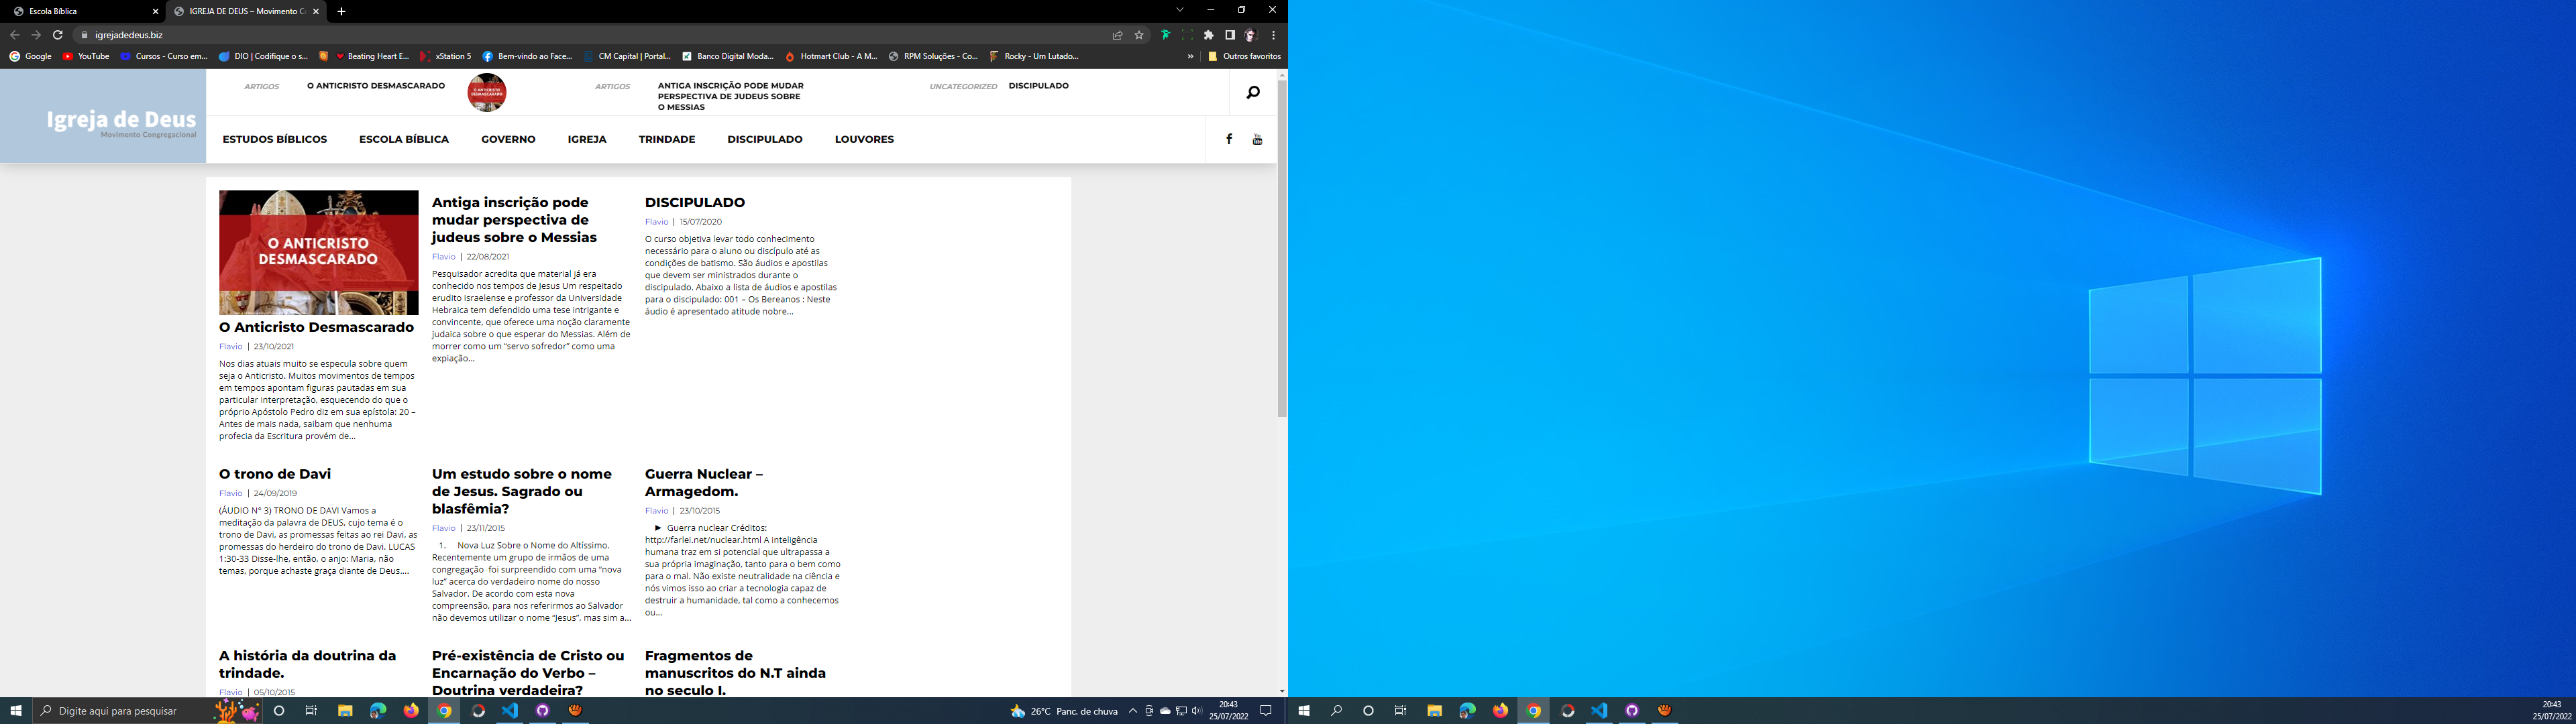 Escola Bíblica
IGREJA DE DEUS – Movimento C
igrejadedeus.biz
Google
YouTube
Cursos - Curso em...
DIO | Codifique o s...
Beating Heart E...
xStation 5
Bem-vindo ao Face...
CM Capital | Portal...
Banco Digital Moda...
Hotmart Club - A M...
RPM Soluções - Co...
Rocky - Um Lutado...
»
Outros favoritos
Igreja de Deus
Movimento Congregacional
ARTIGOS
O ANTICRISTO DESMASCARADO
ARTIGOS
ANTIGA INSCRIÇÃO PODE MUDAR
PERSPECTIVA DE JUDEUS SOBRE
O MESSIAS
UNCATEGORIZED
DISCIPULADO
ESTUDOS BÍBLICOS
ESCOLA BÍBLICA
GOVERNO
IGREJA
TRINDADE
DISCIPULADO
LOUVORES
O ANTICRISTO
DESMASCARADO
O Anticristo Desmascarado
Flavio | 23/10/2021
Nos dias atuais muito se especula sobre quem
seja o Anticristo. Muitos movimentos de tempos
em tempos apontam figuras pautadas em sua
particular interpretação, esquecendo do que o
próprio Apóstolo Pedro diz em sua epístola: 20 –
Antes de mais nada, saibam que nenhuma
profecia da Escritura provém de...
Antiga inscrição pode
mudar perspectiva de
judeus sobre o Messias
Flavio | 22/08/2021
Pesquisador acredita que material já era
conhecido nos tempos de Jesus Um respeitado
erudito israelense e professor da Universidade
Hebraica tem defendido uma tese intrigante e
convincente, que oferece uma noção claramente
judaica sobre o que esperar do Messias. Além de
morrer como um “servo sofredor” como uma
expiação...
DISCIPULADO
Flavio | 15/07/2020
O curso objetiva levar todo conhecimento
necessário para o aluno ou discípulo até as
condições de batismo. São áudios e apostilas
que devem ser ministrados durante o
discipulado. Abaixo a lista de áudios e apostilas
para o discipulado: 001 – Os Bereanos : Neste
áudio é apresentado atitude nobre...
O trono de Davi
Flavio | 24/09/2019
(ÁUDIO Nº 3) TRONO DE DAVI Vamos a
meditação da palavra de DEUS, cujo tema é o
trono de Davi, as promessas feitas ao rei Davi, as
promessas do herdeiro do trono de Davi. LUCAS
1:30-33 Disse-lhe, então, o anjo: Maria, não
temas, porque achaste graça diante de Deus....
Um estudo sobre o nome
de Jesus. Sagrado ou
blasfêmia?
Flavio | 23/11/2015
1. Nova Luz Sobre o Nome do Altíssimo.
Recentemente um grupo de irmãos de uma
congregação foi surpreendido com uma “nova
luz” acerca do verdadeiro nome do nosso
Salvador. De acordo com esta nova
compreensão, para nos referirmos ao Salvador
não devemos utilizar o nome “Jesus”, mas sim a...
Guerra Nuclear –
Armagedom.
Flavio | 23/10/2015
► Guerra nuclear Créditos:
http://farlei.net/nuclear.html A inteligência
humana traz em si potencial que ultrapassa a
sua própria imaginação, tanto para o bem como
para o mal. Não existe neutralidade na ciência e
nós vimos isso ao criar a tecnologia capaz de
destruir a humanidade, tal como a conhecemos
ou...
A história da doutrina da
trindade.
Flavio | 05/10/2015
Pré-existência de Cristo ou
Encarnação do Verbo –
Doutrina verdadeira?
Fragmentos de
manuscritos do N.T ainda
no seculo I.
Digite aqui para pesquisar
26°C Panc. de chuva
20:43
25/07/2022
20:43
25/07/2022